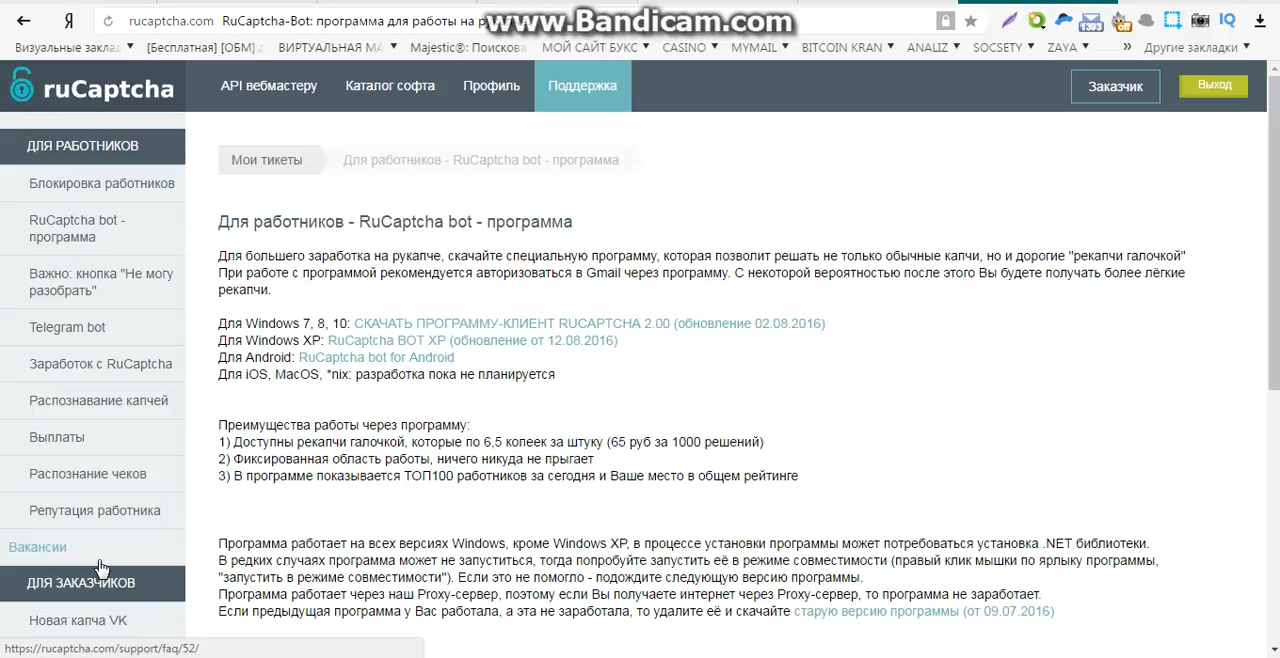 rucaptcha.com RuCaptcha-Bot: программа для работы на р
www.Bandicam.com
Визуальные заклад [Бесплатная] [ОБМ] ВИРТУАЛЬНАЯ МА Majestic®: Поискова МОЙ САЙТ БУКС CASINO MYMAIL BITCOIN KRAN ANALIZ SOCSETY ZAYA » Другие закладки
ruCaptcha API вебмастеру Каталог софта Профиль Поддержка Заказчик Выход
ДЛЯ РАБОТНИКОВ
Блокировка работников
RuCaptcha bot -
программа
Важно: кнопка "Не могу
разобрать"
Telegram bot
Заработок с RuCaptcha
Распознавание капчей
Выплаты
Распознание чеков
Репутация работника
Вакансии
ДЛЯ ЗАКАЗЧИКОВ
Новая капча VK
https://rucaptcha.com/support/faq/52/
Мои тикеты Для работников - RuCaptcha bot - программа
Для работников - RuCaptcha bot - программа
Для большего заработка на рукапче, скачайте специальную программу, которая позволит решать не только обычные капчи, но и дорогие "рекапчи галочкой"
При работе с программой рекомендуется авторизоваться в Gmail через программу. С некоторой вероятностью после этого Вы будете получать более лёгкие
рекапчи.
Для Windows 7, 8, 10: СКАЧАТЬ ПРОГРАММУ-КЛИЕНТ RUCAPTCHA 2.00 (обновление 02.08.2016)
Для Windows XP: RuCaptcha BOT XP (обновление от 12.08.2016)
Для Android: RuCaptcha bot for Android
Для iOS, MacOS, *nix: разработка пока не планируется
Преимущества работы через программу:
1) Доступны рекапчи галочкой, которые по 6,5 копеек за штуку (65 руб за 1000 решений)
2) Фиксированная область работы, ничего никуда не прыгает
3) В программе показывается ТОП100 работников за сегодня и Ваше место в общем рейтинге
Программа работает на всех версиях Windows, кроме Windows XP, в процессе установки программы может потребоваться установка .NET библиотеки.
В редких случаях программа может не запуститься, тогда попробуйте запустить её в режиме совместимости (правый клик мышки по ярлыку программы,
"запустить в режиме совместимости"). Если это не помогло - подождите следующую версию программы.
Программа работает через наш Proxy-сервер, поэтому если Вы получаете интернет через Proxy-сервер, то программа не заработает.
Если предыдущая программа у Вас работала, а эта не заработала, то удалите её и скачайте старую версию программы (от 09.07.2016)